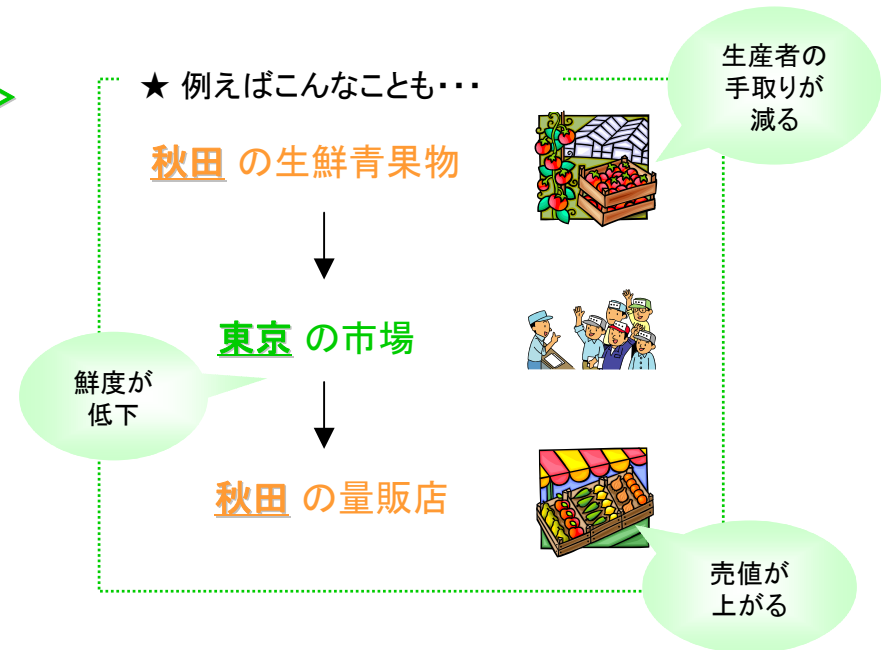 ★ 例えばこんなことも・・・
生産者の
手取りが
減る
秋田 の生鮮青果物
東京 の市場
鮮度が
低下
秋田 の量販店
売値が
上がる